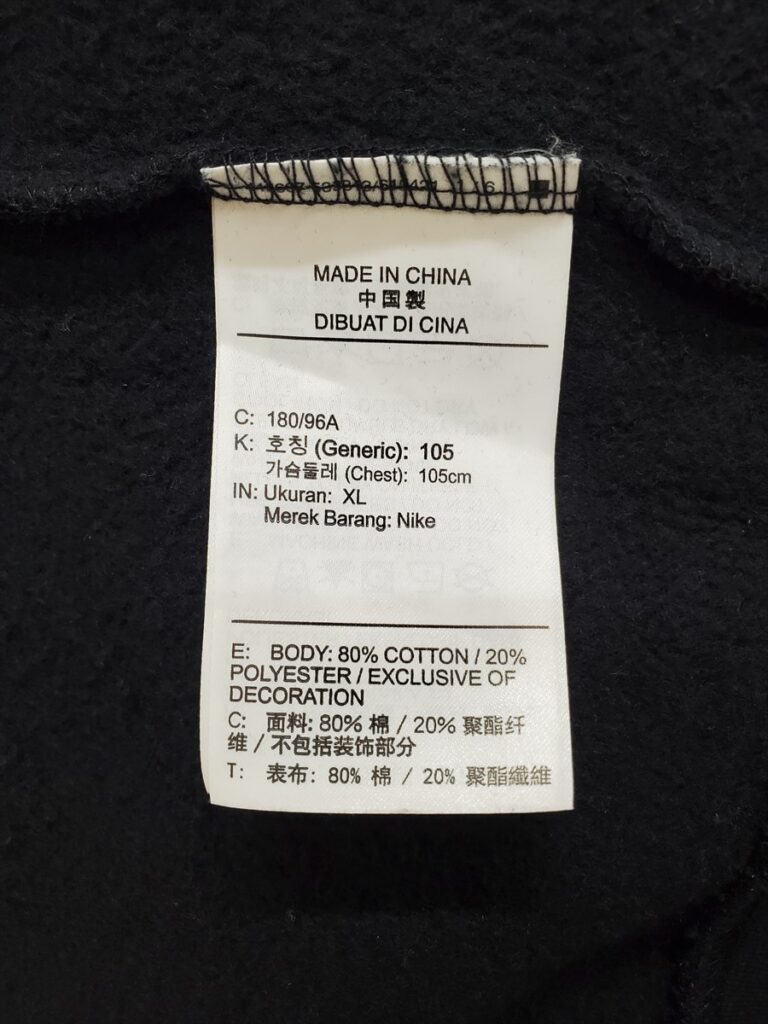 MADE IN CHINA
中国製
DIBUAT DI CINA
C: 180/96A
K: 호칭 (Generic): 105
가슴둘레 (Chest): 105cm
IN: Ukuran: XL
Merek Barang: Nike
E: BODY: 80% COTTON / 20%
POLYESTER / EXCLUSIVE OF
DECORATION
C: 面料: 80% 棉 / 20% 聚酯纤
维 / 不包括装饰部分
T: 表布: 80% 棉 / 20% 聚酯纖維